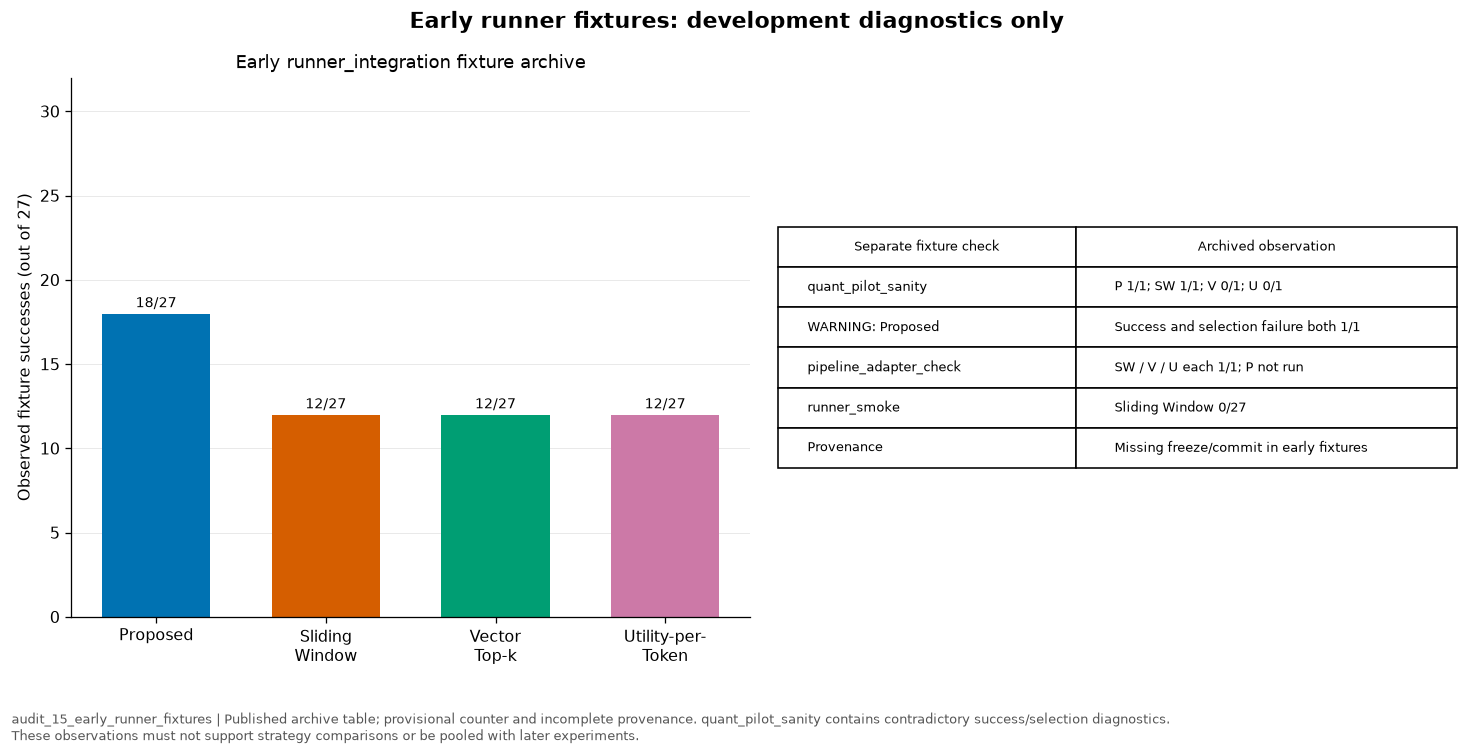 Early runner fixtures: development diagnostics only
Early runner_integration fixture archive
Observed fixture successes (out of 27)
30
25
20
15
10
5
0
18/27
12/27
12/27
12/27
Proposed
Sliding
Window
Vector
Top-k
Utility-per-
Token
Separate fixture check
Archived observation
quant_pilot_sanity
P 1/1; SW 1/1; V 0/1; U 0/1
WARNING: Proposed
Success and selection failure both 1/1
pipeline_adapter_check
SW / V / U each 1/1; P not run
runner_smoke
Sliding Window 0/27
Provenance
Missing freeze/commit in early fixtures
audit_15_early_runner_fixtures | Published archive table; provisional counter and incomplete provenance. quant_pilot_sanity contains contradictory success/selection diagnostics.
These observations must not support strategy comparisons or be pooled with later experiments.